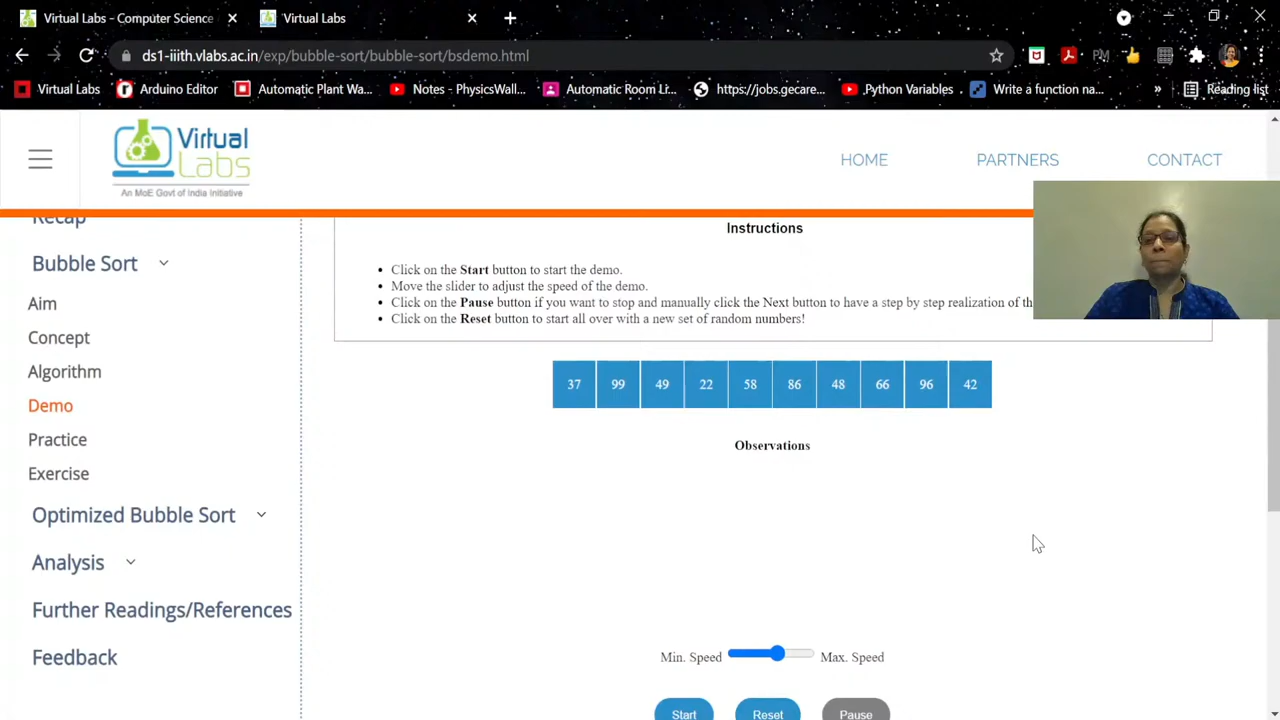 Virtual Labs - Computer Science
Virtual Labs
ds1-iiith.vlabs.ac.in/exp/bubble-sort/bubble-sort/bsdemo.html
Virtual Labs
Arduino Editor
Automatic Plant Wa...
Notes - PhysicsWall...
Automatic Room Li...
https://jobs.gecare...
Python Variables
Write a function na...
»
Reading list
PM
Virtual
Labs
An MoE Govt of India Initiative
HOME
PARTNERS
CONTACT
Recap
Bubble Sort
Aim
Concept
Algorithm
Demo
Practice
Exercise
Optimized Bubble Sort
Analysis
Further Readings/References
Feedback
Instructions
• Click on the Start button to start the demo.
• Move the slider to adjust the speed of the demo.
• Click on the Pause button if you want to stop and manually click the Next button to have a step by step realization of
• Click on the Reset button to start all over with a new set of random numbers!
37 99 49 22 58 86 48 66 96 42
Observations
Min. Speed Max. Speed
Start Reset Pause